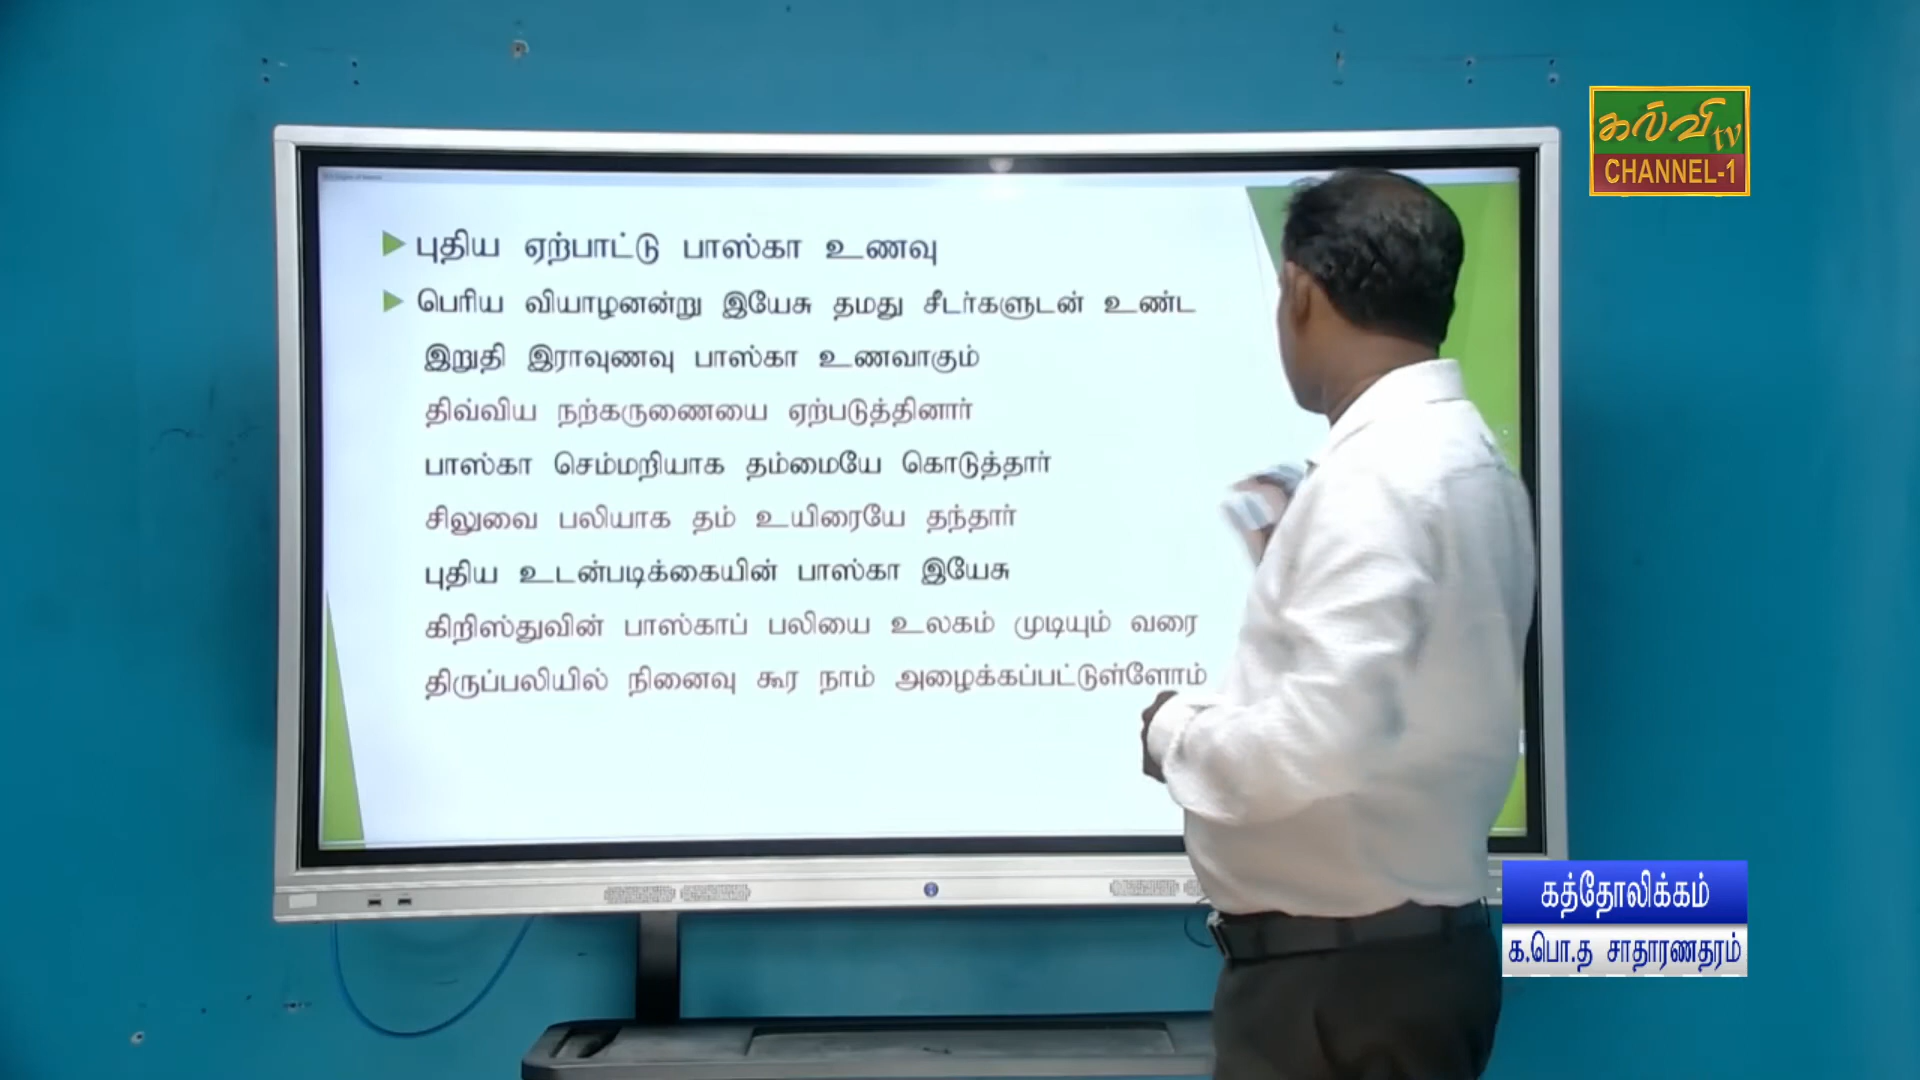 கல்வி tv
CHANNEL-1
புதிய ஏற்பாட்டு பாஸ்கா உணவு
பெரிய வியாழனன்று இயேசு தமது சீடர்களுடன் உண்ட
இறுதி இராவுணவு பாஸ்கா உணவாகும்
திவ்விய நற்கருணையை ஏற்படுத்தினார்
பாஸ்கா செம்மறியாக தம்மையே கொடுத்தார்
சிலுவை பலியாக தம் உயிரையே தந்தார்
புதிய உடன்படிக்கையின் பாஸ்கா இயேசு
கிறிஸ்துவின் பாஸ்காப் பலியை உலகம் முடியும் வரை
திருப்பலியில் நினைவு கூர நாம் அழைக்கப்பட்டுள்ளோம்
கத்தோலிக்கம்
க.பொ.த சாதாரணதரம்